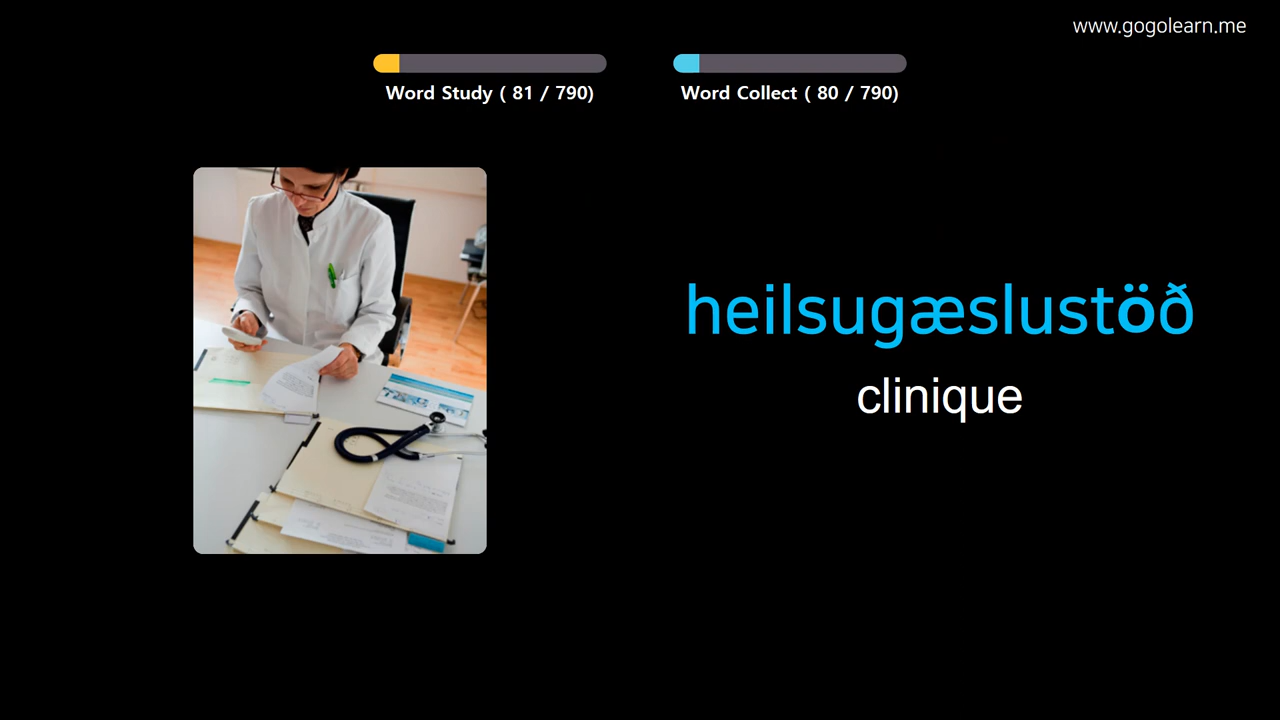 www.gogolearn.me
Word Study ( 81 / 790)
Word Collect ( 80 / 790)
heilsugæslustöð
clinique